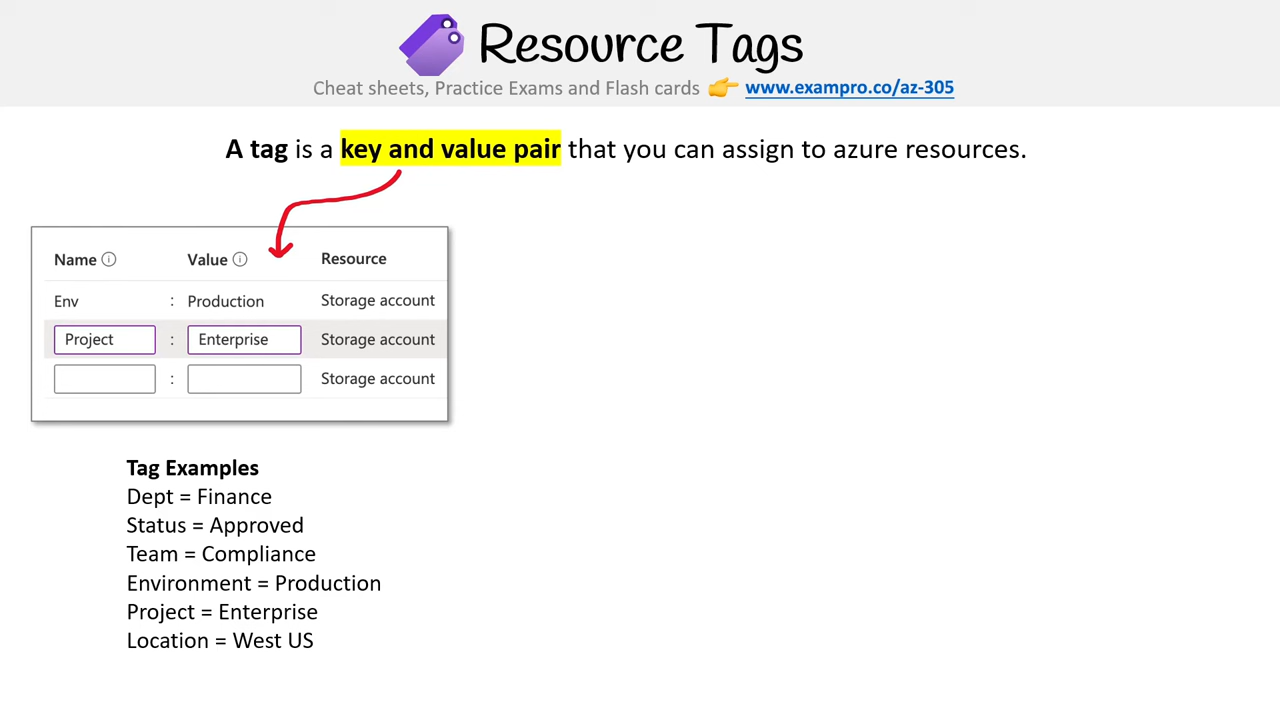 Resource Tags
Cheat sheets, Practice Exams and Flash cards 👉 www.exampro.co/az-305
A tag is a key and value pair that you can assign to azure resources.
Name Value Resource
Env : Production Storage account
Project : Enterprise Storage account
: Storage account
Tag Examples
Dept = Finance
Status = Approved
Team = Compliance
Environment = Production
Project = Enterprise
Location = West US